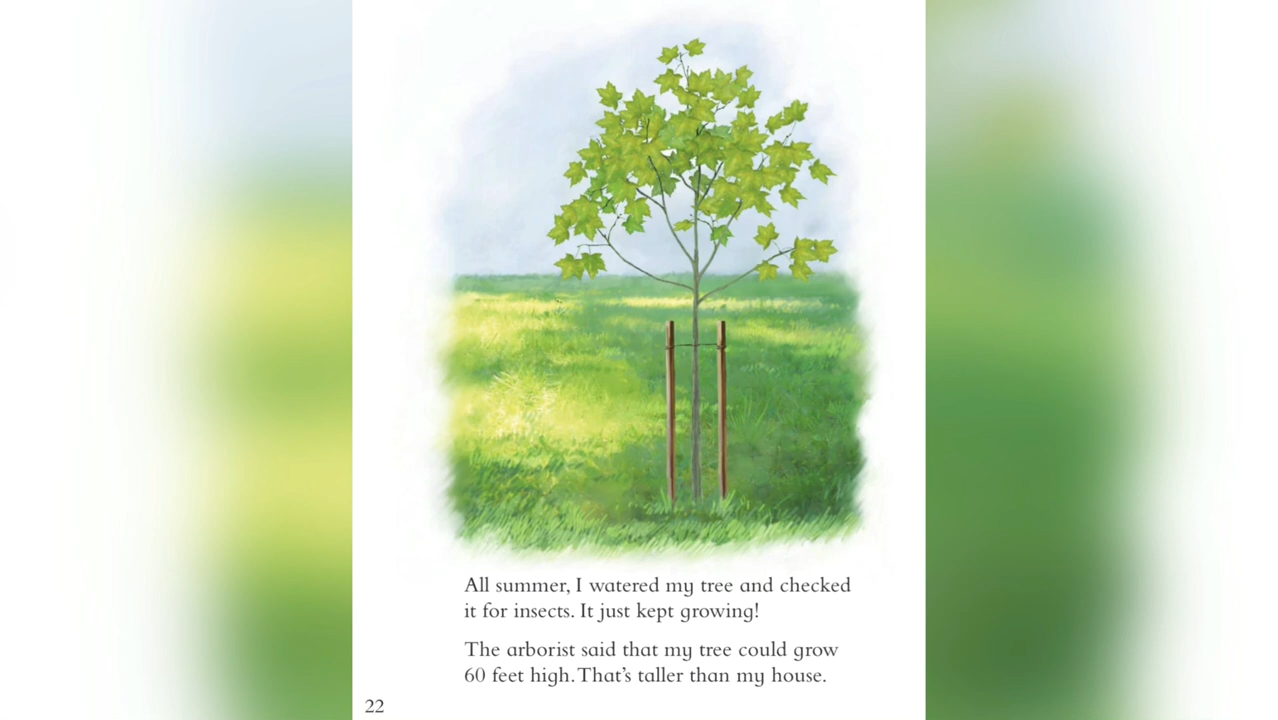 All summer, I watered my tree and checked
it for insects. It just kept growing!
The arborist said that my tree could grow
60 feet high. That's taller than my house.
22